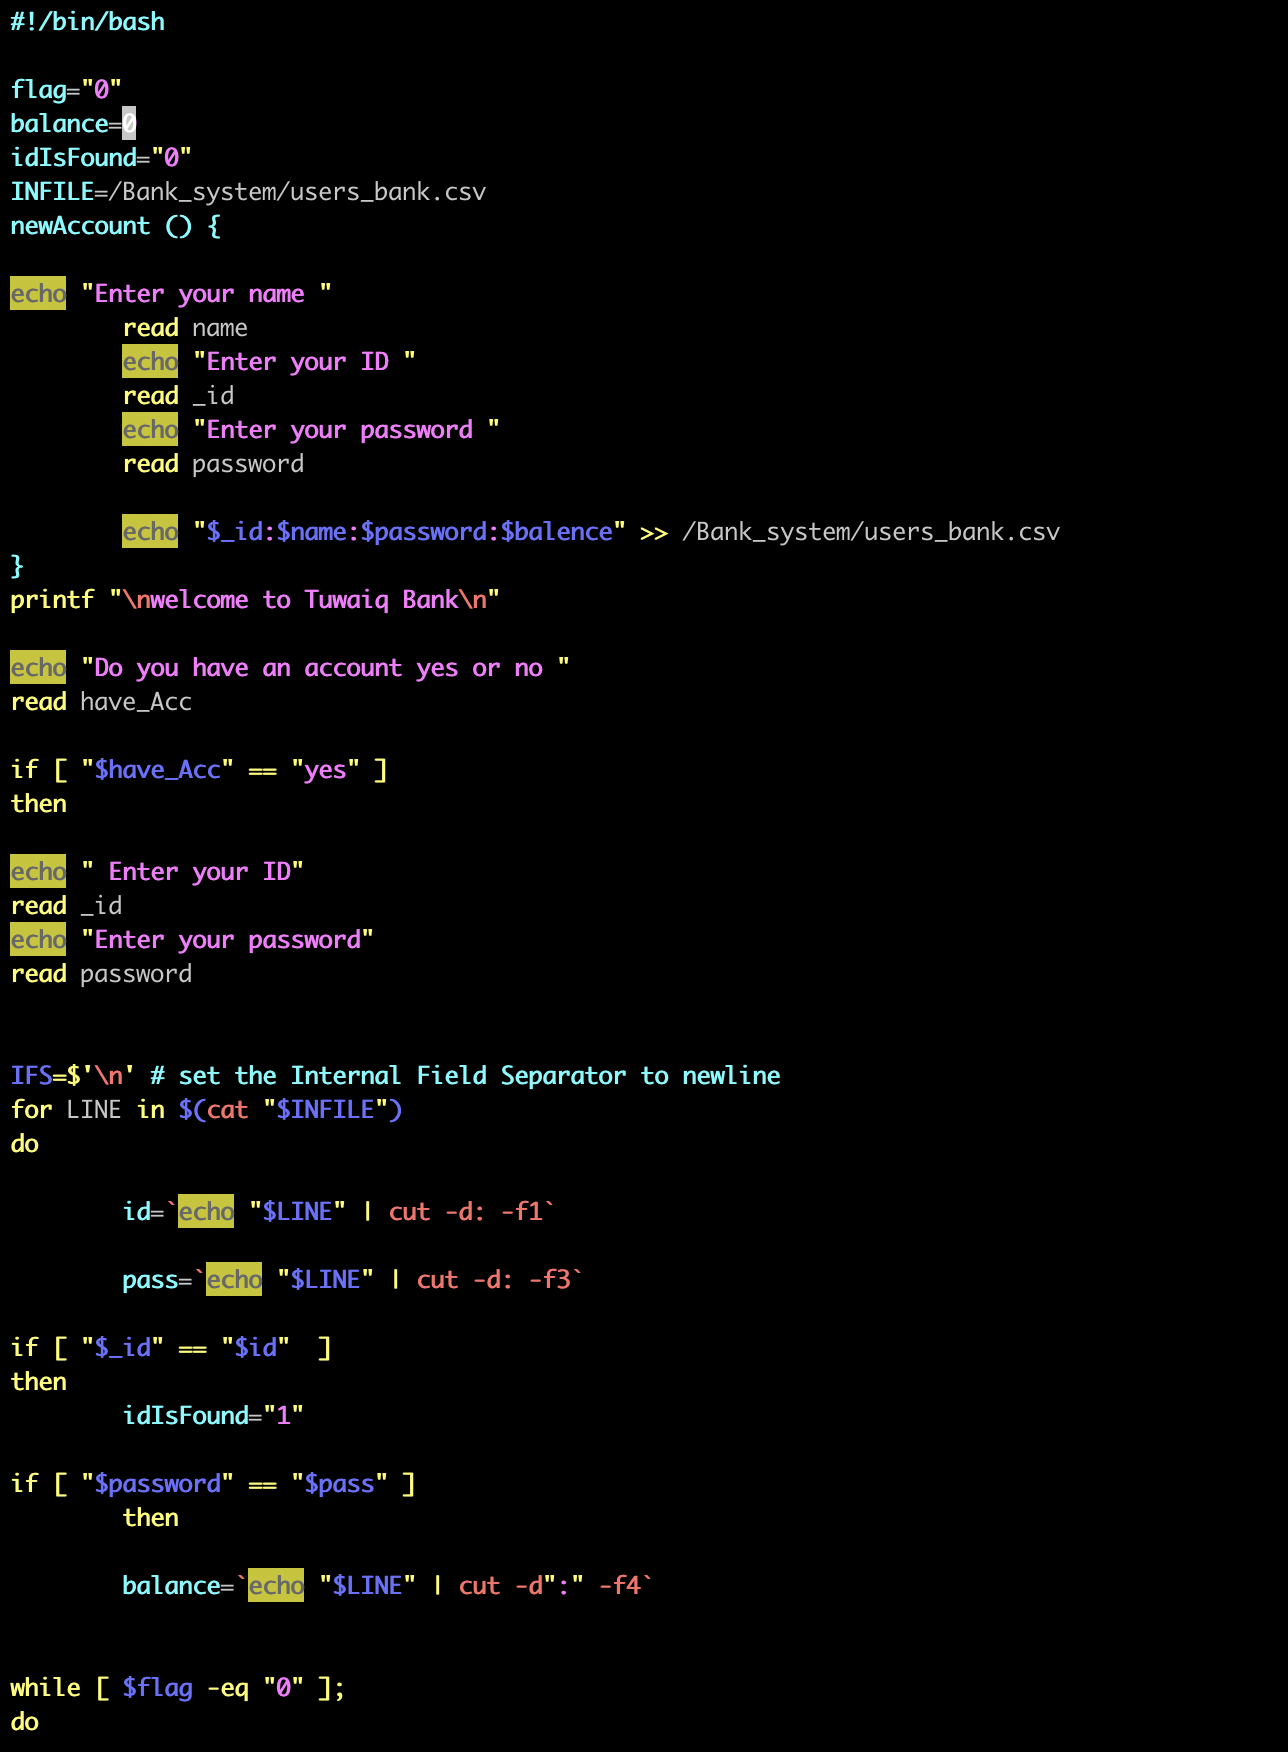 #!/bin/bash
flag="0"
balance=0
idIsFound="0"
INFILE=/Bank_system/users_bank.csv
newAccount () {
echo "Enter your name "
read name
echo "Enter your ID "
read _id
echo "Enter your password "
read password
echo "$_id:$name:$password:$balence" >> /Bank_system/users_bank.csv
}
printf "\nwelcome to Tuwaiq Bank\n"
echo "Do you have an account yes or no "
read have_Acc
if [ "$have_Acc" == "yes" ]
then
echo " Enter your ID"
read _id
echo "Enter your password"
read password
IFS=$'\n' # set the Internal Field Separator to newline
for LINE in $(cat "$INFILE")
do
id=`echo "$LINE" | cut -d: -f1`
pass=`echo "$LINE" | cut -d: -f3`
if [ "$_id" == "$id"  ]
then
idIsFound="1"
if [ "$password" == "$pass" ]
then
balance=`echo "$LINE" | cut -d":" -f4`
while [ $flag -eq "0" ];
do